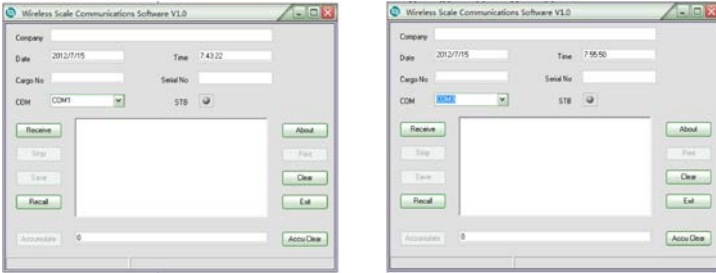 Wireless Scale Communications Software V1.0
Company
Date 2012/7/15 Time 7:43:22
Cargo No Serial No
COM COM1 STB
Receive About
Stop Print
Save Clear
Recall Exit
Accumulate 0 Accu Clear
Wireless Scale Communications Software V1.0
Company
Date 2012/7/15 Time 7:55:50
Cargo No Serial No
COM COM3 STB
Receive About
Stop Print
Save Clear
Recall Exit
Accumulate 0 Accu Clear